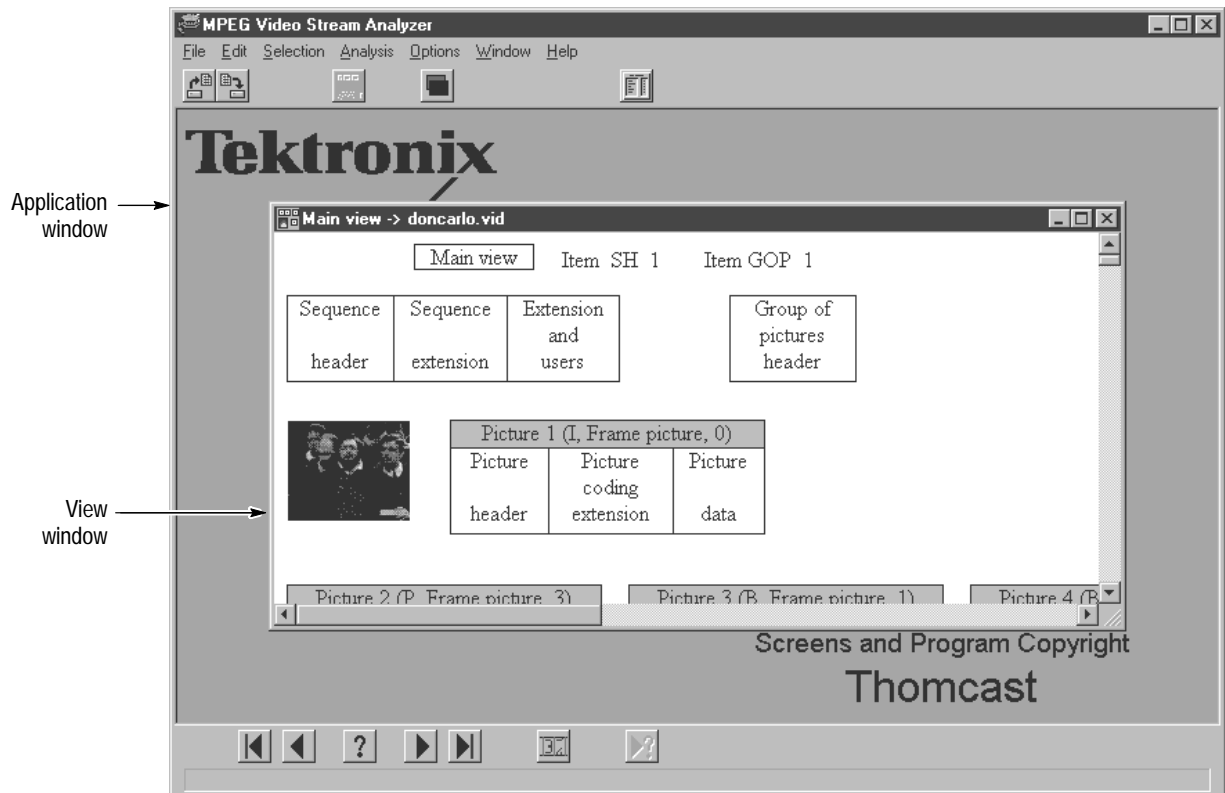 MPEG Video Stream Analyzer
File Edit Selection Analysis Options Window Help
Tektronix
Application
window
Main view -> doncarlo.vid
Main view Item SH 1 Item GOP 1
Sequence
header
Sequence
extension
Extension
and
users
Group of
pictures
header
Picture 1 (I, Frame picture, 0)
Picture
header
Picture
coding
extension
Picture
data
View
window
Picture 2 (P, Frame picture, 3) Picture 3 (B, Frame picture, 1) Picture 4 (B
Screens and Program Copyright
Thomcast